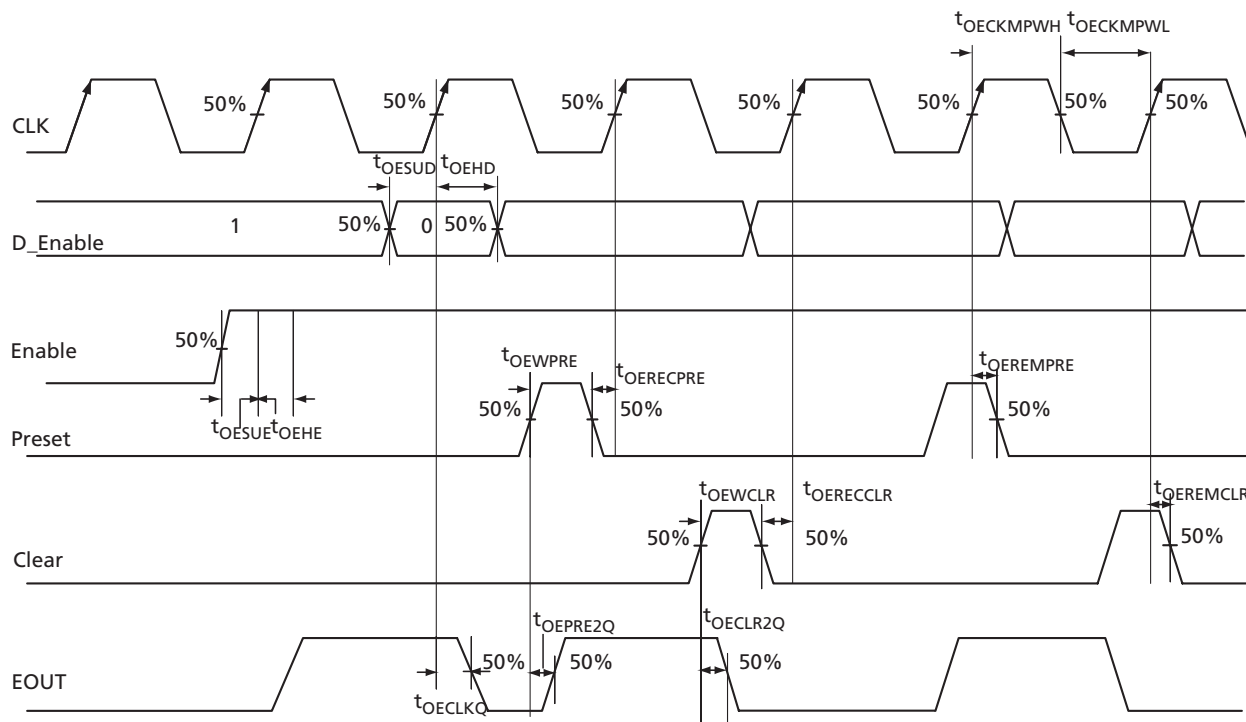 tOECKMPWH tOECKMPWL
CLK
50% 50% 50% 50% 50% 50% 50%
tOESUD tOEHD
D_Enable
1 50% 0 50%
Enable
50%
tOESUE tOEHE
tOEWPRE tOERECPRE tOEREMPRE
Preset
50% 50% 50%
tOEWCLR tOERECCLR tOEREMCLR
Clear
50% 50% 50%
tOEPRE2Q tOECLR2Q
EOUT
50% 50% 50%
tOECLKQ